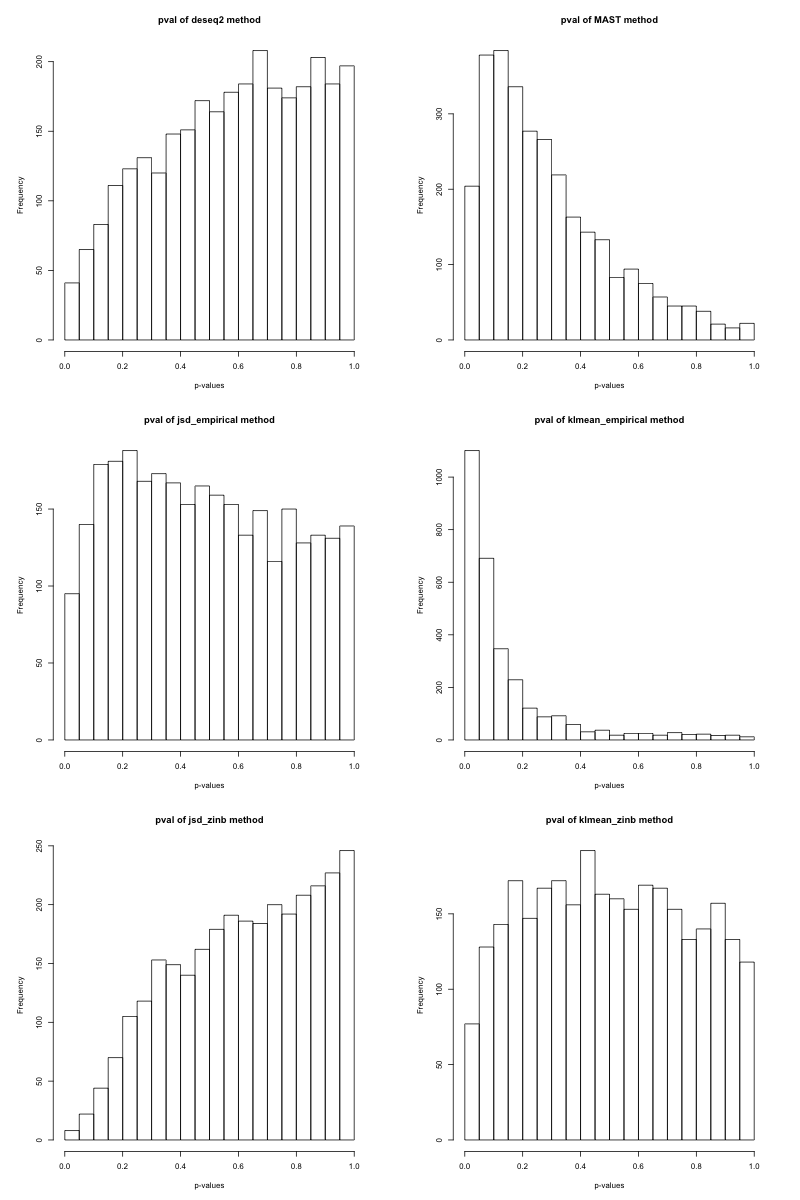 pval of deseq2 method
Frequency
200
150
100
50
0
0.0 0.2 0.4 0.6 0.8 1.0
p-values
pval of MAST method
Frequency
300
200
100
0
0.0 0.2 0.4 0.6 0.8 1.0
p-values
pval of jsd_empirical method
Frequency
150
100
50
0
0.0 0.2 0.4 0.6 0.8 1.0
p-values
pval of klmean_empirical method
Frequency
1000
800
600
400
200
0
0.0 0.2 0.4 0.6 0.8 1.0
p-values
pval of jsd_zinb method
Frequency
250
200
150
100
50
0
0.0 0.2 0.4 0.6 0.8 1.0
p-values
pval of klmean_zinb method
Frequency
150
100
50
0
0.0 0.2 0.4 0.6 0.8 1.0
p-values